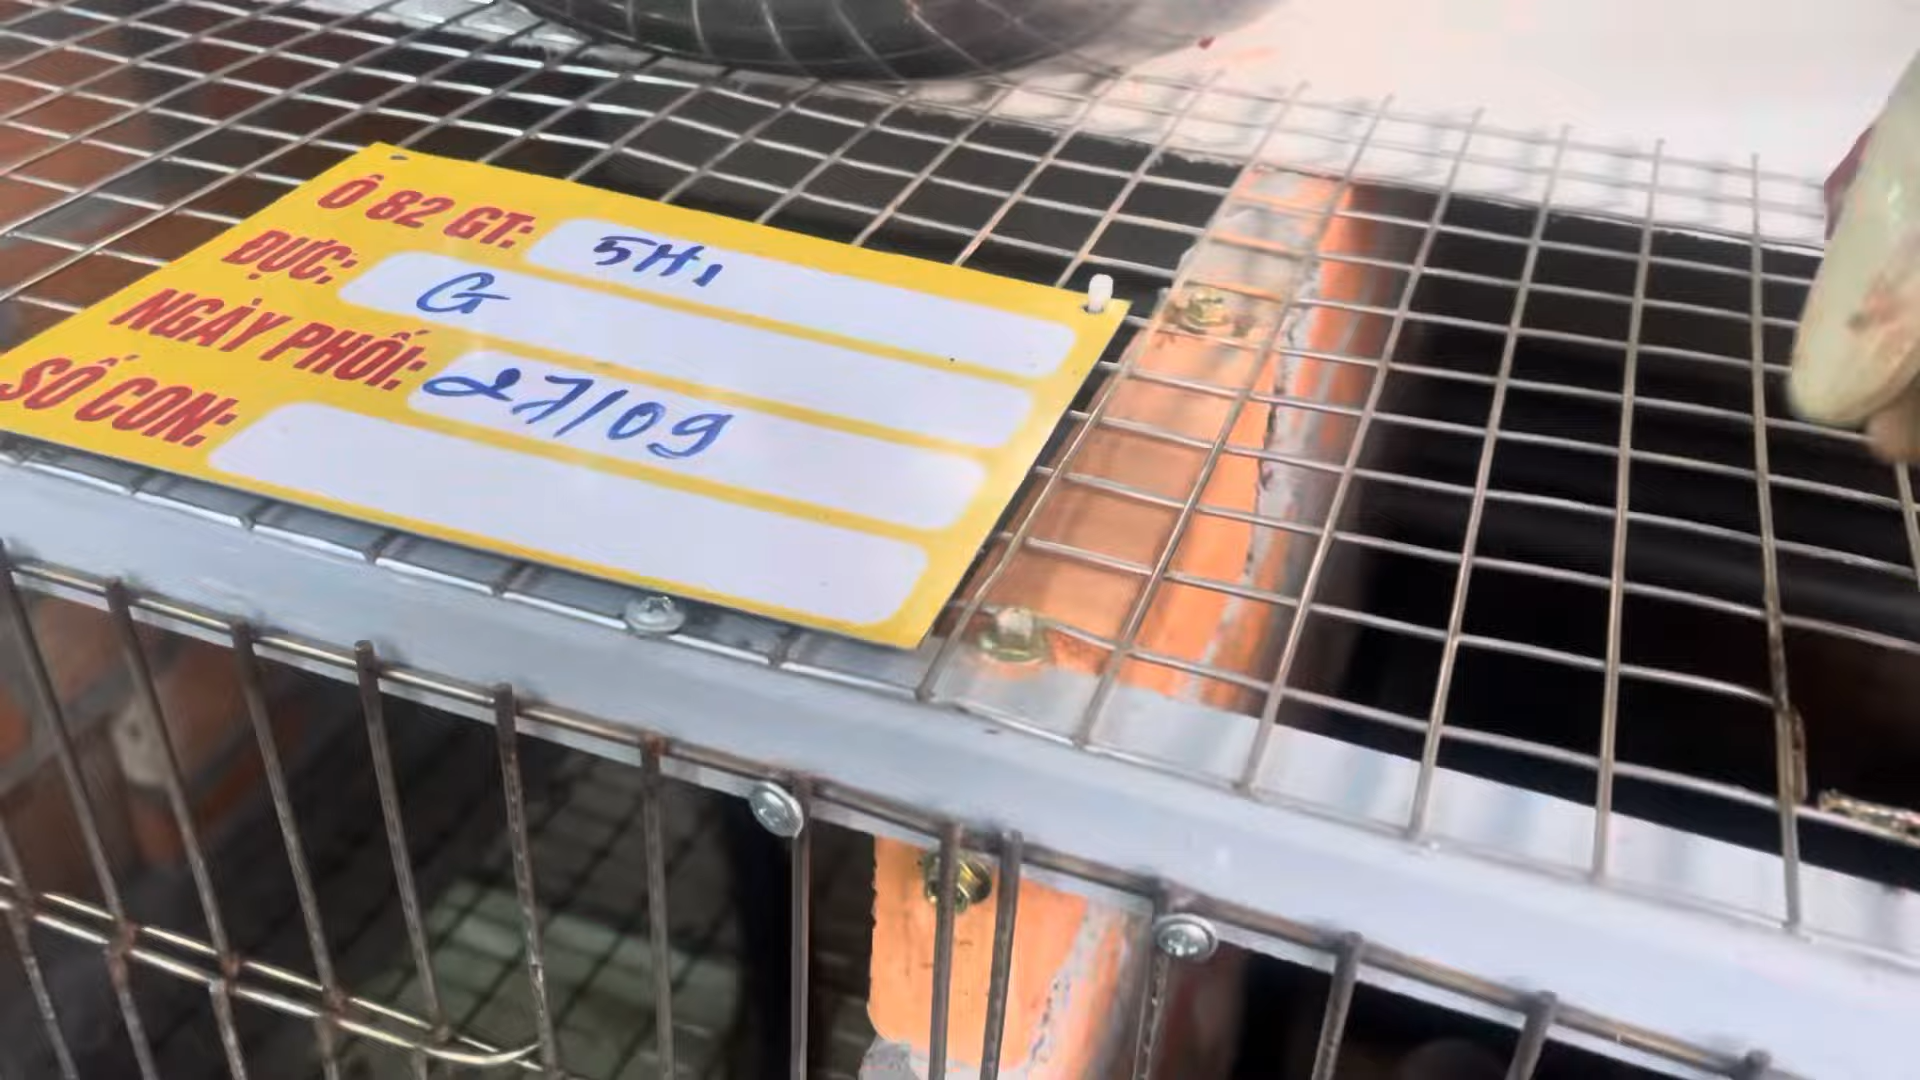 Ô 82 GT: 5H1
ĐỰC: G
NGÀY PHỐI: 27/09
SỐ CON: